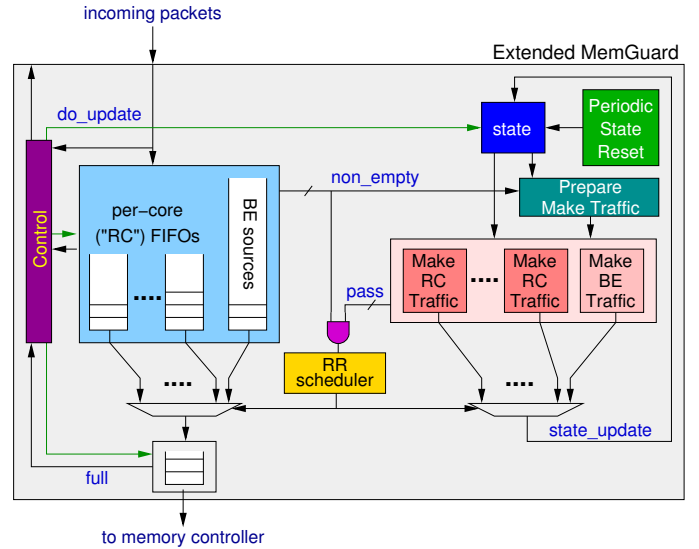 incoming packets
Extended MemGuard
do_update
state
Periodic
State
Reset
non_empty
Prepare
Make Traffic
Control
per-core
("RC") FIFOs
BE sources
Make
RC
Traffic
Make
RC
Traffic
Make
BE
Traffic
pass
RR
scheduler
state_update
full
to memory controller